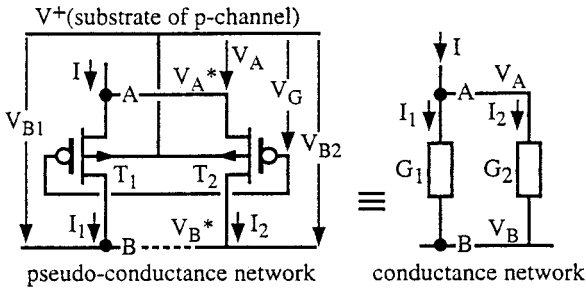 V+(substrate of p-channel)
I
A
VA*
VA
VG
VB1
VB2
T1
T2
I1
B
VB*
I2
pseudo-conductance network
≡
I
A
VA
I1
I2
G1
G2
B
VB
conductance network